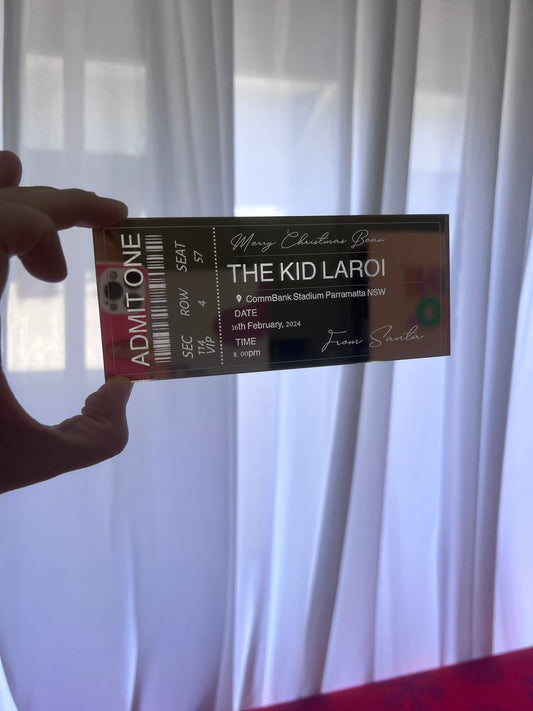 ADMIT ONE
SEC ROW SEAT
114 4 57
VIP
Merry Christmas Bean
THE KID LAROI
CommBank Stadium Parramatta NSW
DATE
16th February, 2024
TIME
8. 00pm
From Santa